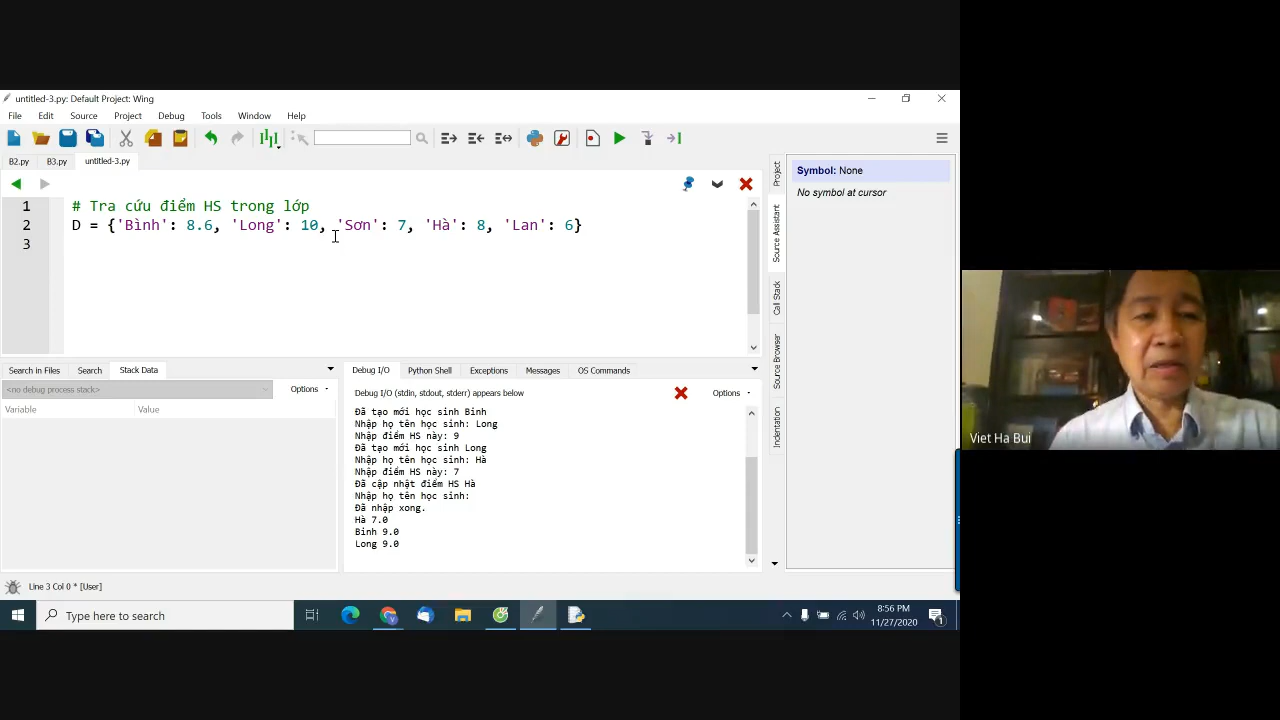 untitled-3.py: Default Project: Wing
File Edit Source Project Debug Tools Window Help
B2.py B3.py untitled-3.py
1 # Tra cứu điểm HS trong lớp
2 D = {'Bình': 8.6, 'Long': 10, 'Sơn': 7, 'Hà': 8, 'Lan': 6}
3
Project
Source Assistant
Call Stack
Source Browser
Indentation
Symbol: None
No symbol at cursor
Search in Files Search Stack Data
<no debug process stack> Options
Variable Value
Debug I/O Python Shell Exceptions Messages OS Commands
Debug I/O (stdin, stdout, stderr) appears below Options
Đã tạo mới học sinh Bình
Nhập họ tên học sinh: Long
Nhập điểm HS này: 9
Đã tạo mới học sinh Long
Nhập họ tên học sinh: Hà
Nhập điểm HS này: 7
Đã cập nhật điểm HS Hà
Nhập họ tên học sinh:
Đã nhập xong.
Hà 7.0
Bình 9.0
Long 9.0
Line 3 Col 0 * [User]
Type here to search
8:56 PM
11/27/2020
1
Viet Ha Bui